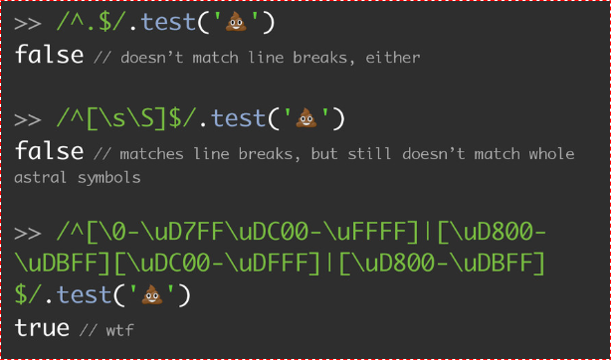 >> /^.$/.test('💩')
false // doesn’t match line breaks, either
>> /^[\s\S]$/.test('💩')
false // matches line breaks, but still doesn’t match whole
astral symbols
>> /^[\0-\uD7FF\uDC00-\uFFFF]|[\uD800-
\uDBFF][\uDC00-\uDFFF]|[\uD800-\uDBFF]
$/.test('💩')
true // wtf